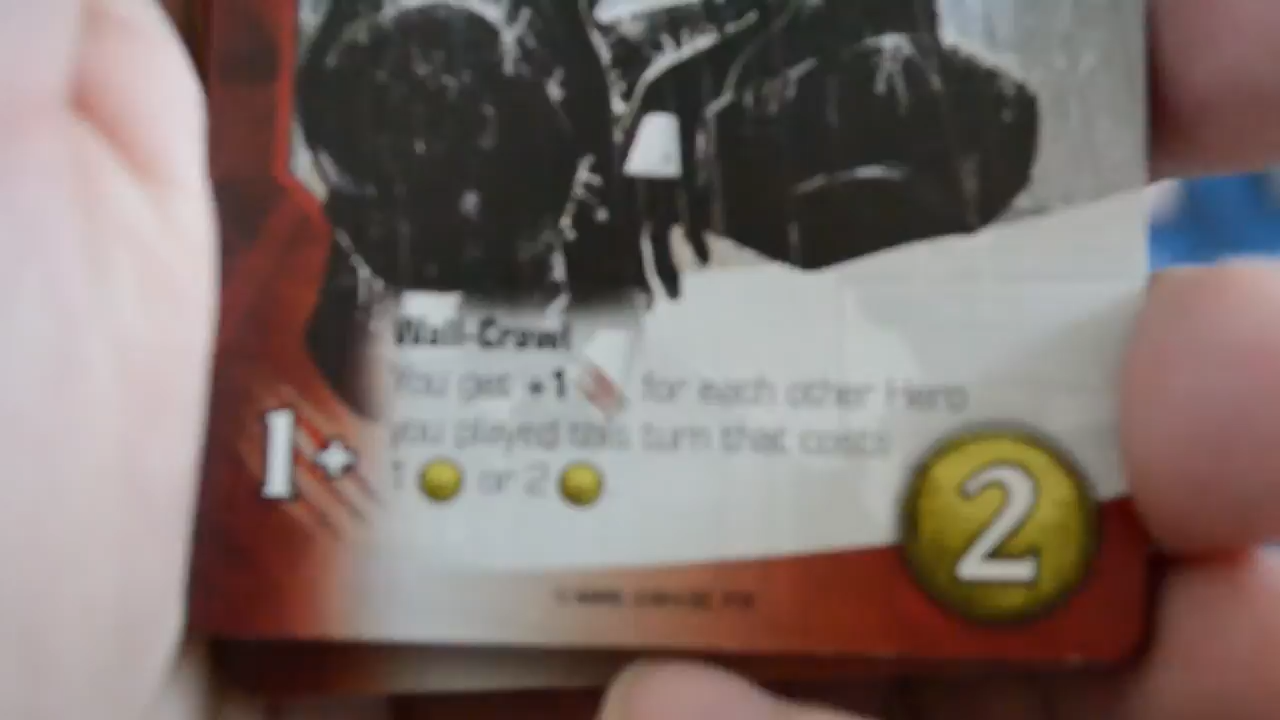 Wall-Crawl
You get +1 for each other Hero
you played this turn that costs
1 or 2
1+
2